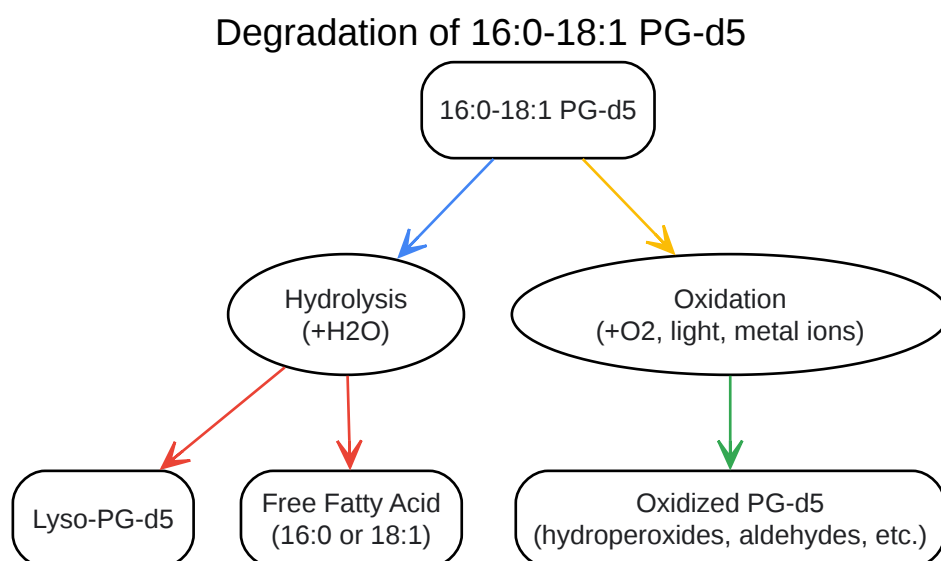 Degradation of 16:0-18:1 PG-d5
16:0-18:1 PG-d5
Hydrolysis
(+H2O)
Oxidation
(+O2, light, metal ions)
Lyso-PG-d5
Free Fatty Acid
(16:0 or 18:1)
Oxidized PG-d5
(hydroperoxides, aldehydes, etc.)